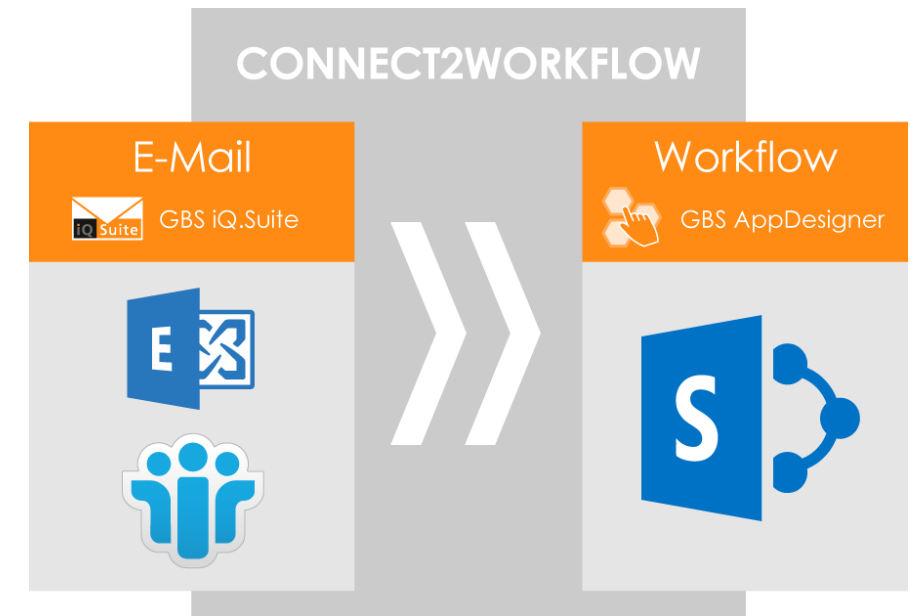 CONNECT2WORKFLOW
E-Mail
iQ Suite
GBS iQ.Suite
E
Workflow
GBS AppDesigner
S